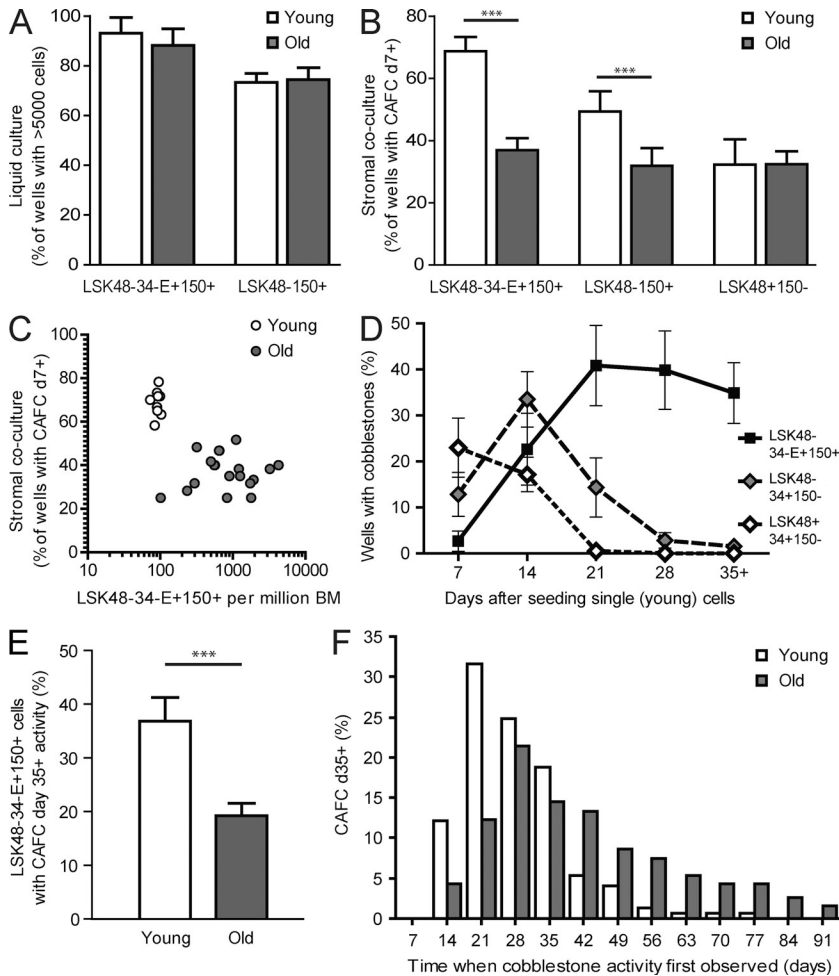 A
Liquid culture
(% of wells with >5000 cells)
100
80
60
40
20
0
Young
Old
LSK48-34-E+150+
LSK48-150+
B
Stromal co-culture
(% of wells with CAFC d7+)
80
60
40
20
0
***
***
Young
Old
LSK48-34-E+150+
LSK48-150+
LSK48+150-
C
Stromal co-culture
(% of wells with CAFC d7+)
100
80
60
40
20
0
Young
Old
10
100
1000
10000
LSK48-34-E+150+ per million BM
D
Wells with cobblestones (%)
50
40
30
20
10
0
LSK48-
34-E+150+
LSK48-
34+150-
LSK48+
34+150-
7
14
21
28
35+
Days after seeding single (young) cells
E
LSK48-34-E+150+ cells
with CAFC day 35+ activity (%)
50
40
30
20
10
0
***
Young
Old
F
CAFC d35+ (%)
35
30
25
20
15
10
5
0
Young
Old
7
14
21
28
35
42
49
56
63
70
77
84
91
Time when cobblestone activity first observed (days)